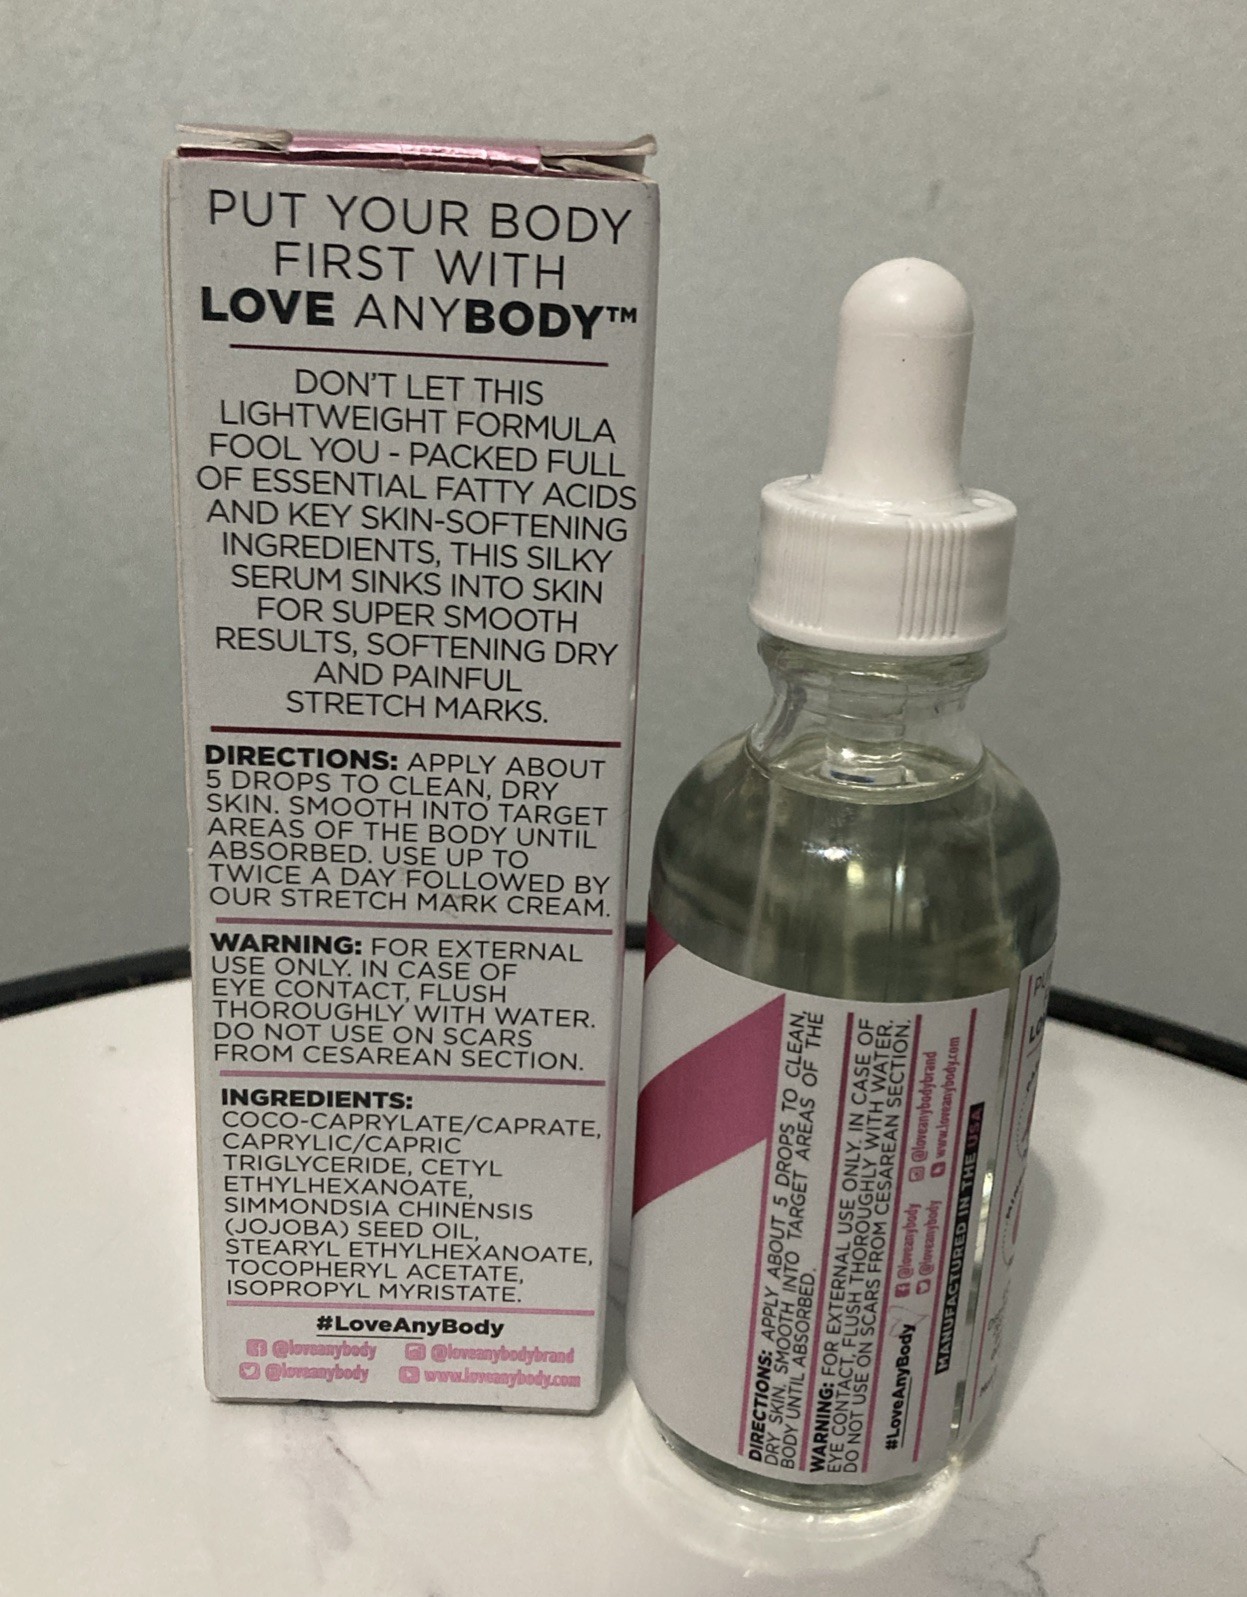 PUT YOUR BODY
FIRST WITH
LOVE ANYBODY™
DON'T LET THIS
LIGHTWEIGHT FORMULA
FOOL YOU - PACKED FULL
OF ESSENTIAL FATTY ACIDS
AND KEY SKIN-SOFTENING
INGREDIENTS, THIS SILKY
SERUM SINKS INTO SKIN
FOR SUPER SMOOTH
RESULTS, SOFTENING DRY
AND PAINFUL
STRETCH MARKS.
DIRECTIONS: APPLY ABOUT
5 DROPS TO CLEAN, DRY
SKIN. SMOOTH INTO TARGET
AREAS OF THE BODY UNTIL
ABSORBED. USE UP TO
TWICE A DAY FOLLOWED BY
OUR STRETCH MARK CREAM.
WARNING: FOR EXTERNAL
USE ONLY. IN CASE OF
EYE CONTACT, FLUSH
THOROUGHLY WITH WATER.
DO NOT USE ON SCARS
FROM CESAREAN SECTION.
INGREDIENTS:
COCO-CAPRYLATE/CAPRATE,
CAPRYLIC/CAPRIC
TRIGLYCERIDE, CETYL
ETHYLHEXANOATE,
SIMMONDSIA CHINENSIS
(JOJOBA) SEED OIL,
STEARYL ETHYLHEXANOATE,
TOCOPHERYL ACETATE,
ISOPROPYL MYRISTATE.
#LoveAnyBody
@loveanybody @loveanybodybrand
@loveanybody www.loveanybody.com
DIRECTIONS: APPLY ABOUT 5 DROPS TO CLEAN,
DRY SKIN. SMOOTH INTO TARGET AREAS OF THE
BODY UNTIL ABSORBED.
WARNING: FOR EXTERNAL USE ONLY. IN CASE OF
EYE CONTACT, FLUSH THOROUGHLY WITH WATER.
DO NOT USE ON SCARS FROM CESAREAN SECTION.
#LoveAnyBody @loveanybody @loveanybodybrand
@loveanybody www.loveanybody.com
MANUFACTURED IN THE USA